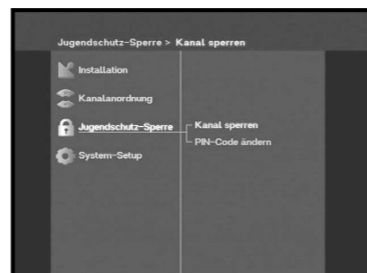 Jugendschutz-Sperre > Kanal sperren
Installation
Kanalanordnung
Jugendschutz-Sperre
Kanal sperren
PIN-Code ändern
System-Setup